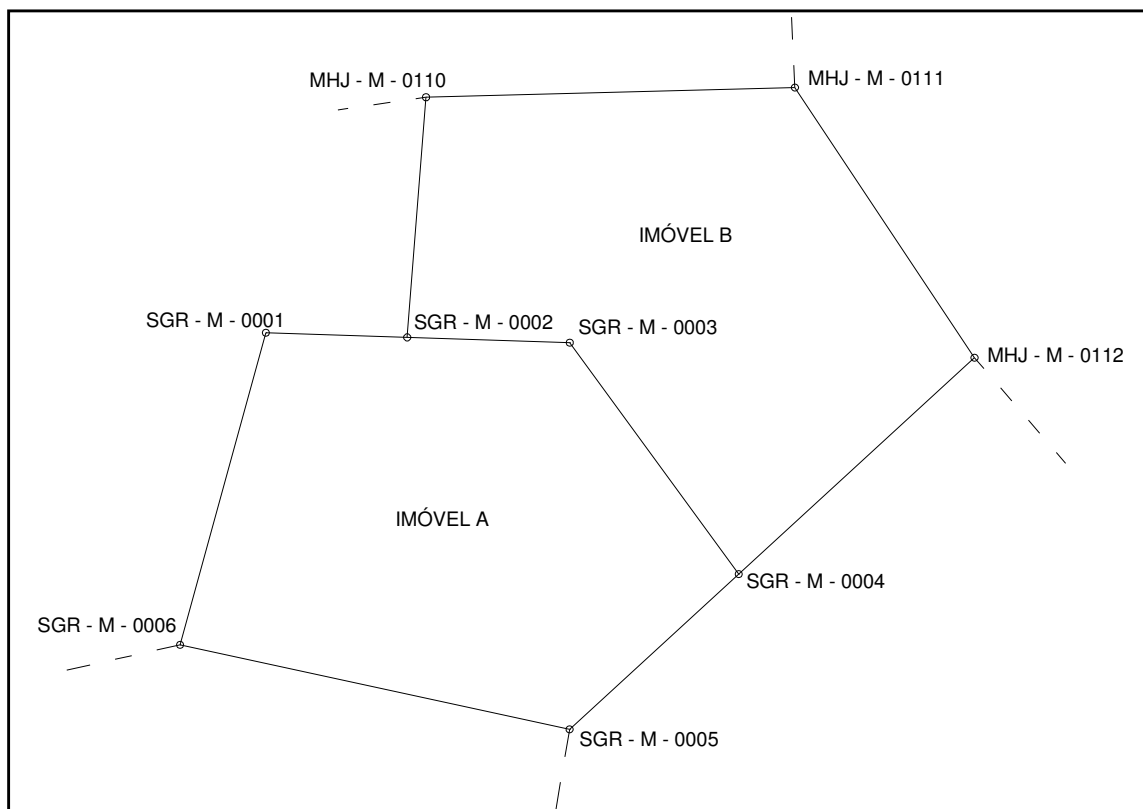 MHJ - M - 0110
MHJ - M - 0111
IMÓVEL B
SGR - M - 0001
SGR - M - 0002
SGR - M - 0003
MHJ - M - 0112
IMÓVEL A
SGR - M - 0004
SGR - M - 0006
SGR - M - 0005